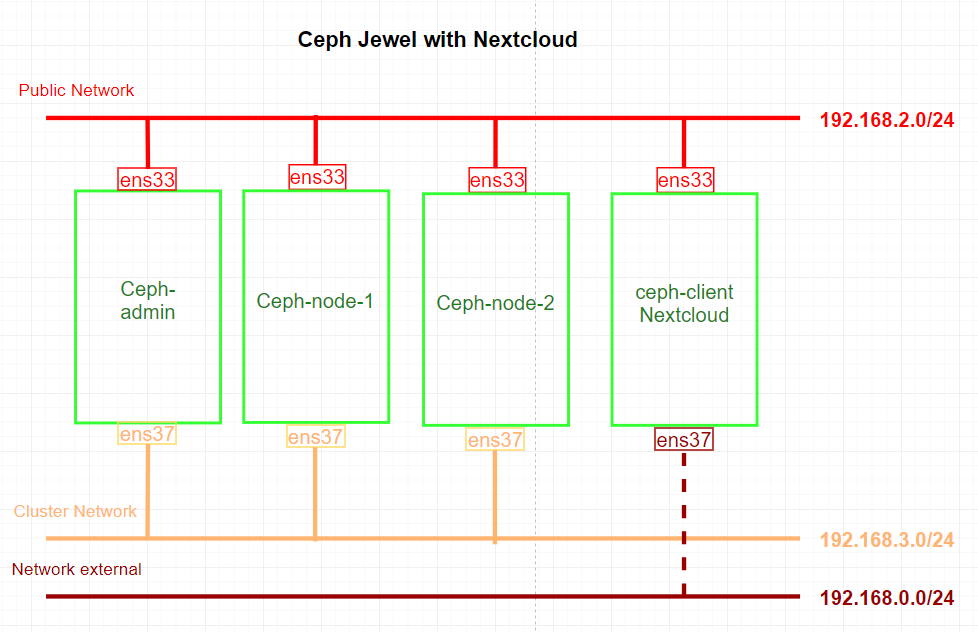 Ceph Jewel with Nextcloud
Public Network
192.168.2.0/24
ens33
ens33
ens33
ens33
Ceph-
admin
Ceph-node-1
Ceph-node-2
ceph-client
Nextcloud
ens37
ens37
ens37
ens37
Cluster Network
192.168.3.0/24
Network external
192.168.0.0/24